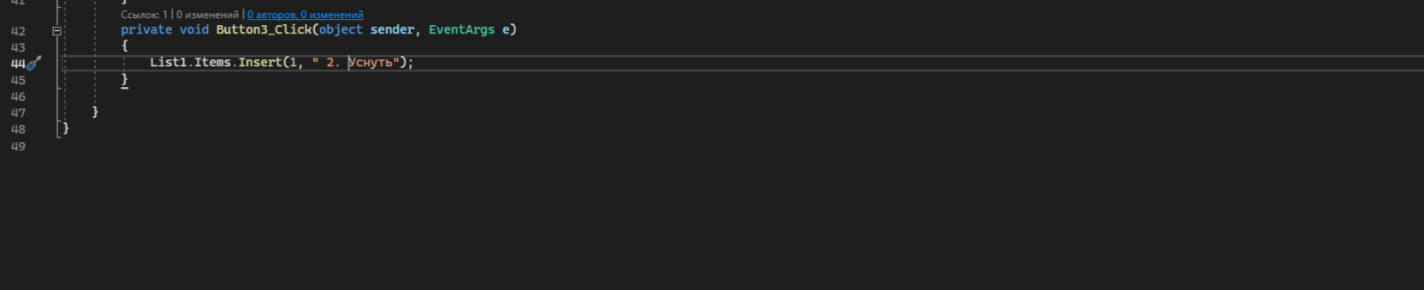 41 }
Ссылок: 1 | 0 изменений | 0 авторов, 0 изменений
42 private void Button3_Click(object sender, EventArgs e)
43 {
44 List1.Items.Insert(1, " 2. Уснуть");
45 }
46
47 }
48 }
49